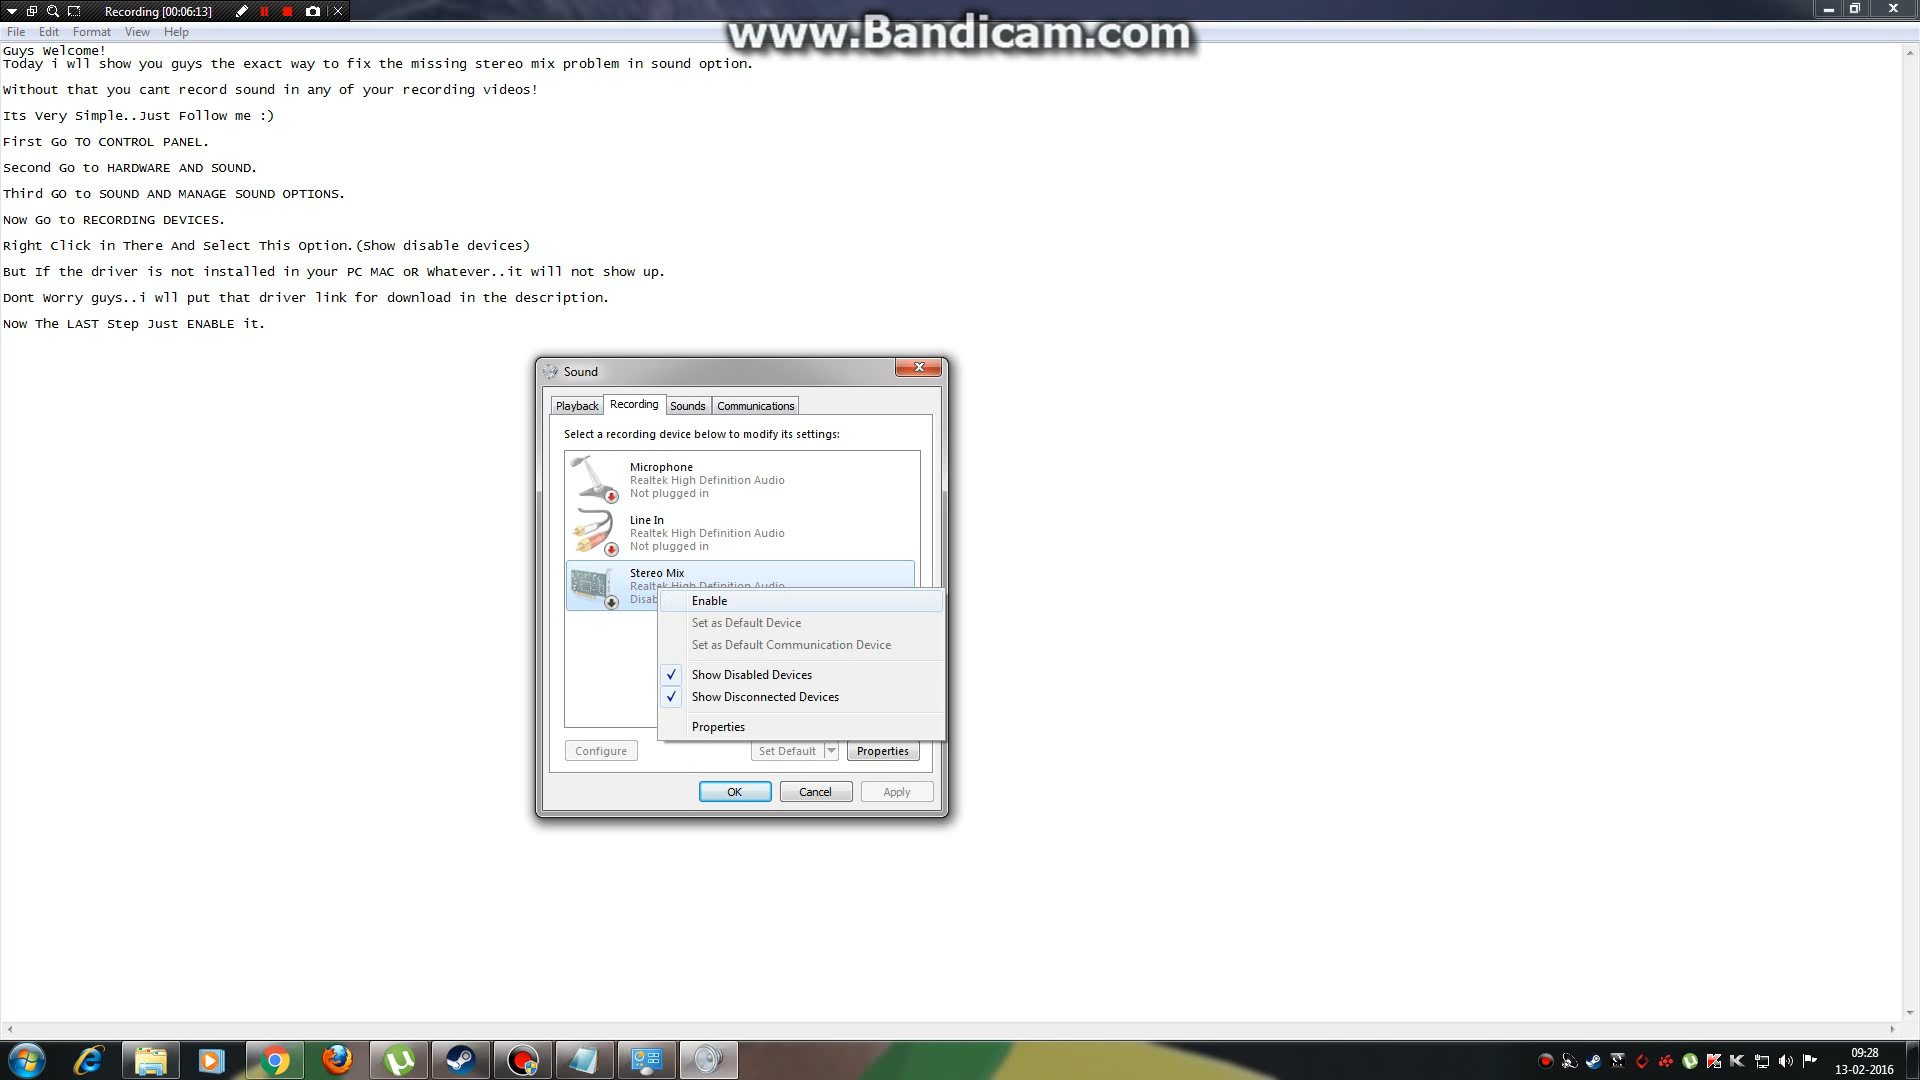 Recording [00:06:13]
www.Bandicam.com
File Edit Format View Help
Guys Welcome!
Today i wll show you guys the exact way to fix the missing stereo mix problem in sound option.
Without that you cant record sound in any of your recording videos!
Its Very Simple..Just Follow me :)
First Go TO CONTROL PANEL.
Second Go to HARDWARE AND SOUND.
Third GO to SOUND AND MANAGE SOUND OPTIONS.
Now Go to RECORDING DEVICES.
Right Click in There And Select This Option.(Show disable devices)
But If the driver is not installed in your PC MAC oR Whatever..it will not show up.
Dont Worry guys..i wll put that driver link for download in the description.
Now The LAST Step Just ENABLE it.
Sound
Playback Recording Sounds Communications
Select a recording device below to modify its settings:
Microphone
Realtek High Definition Audio
Not plugged in
Line In
Realtek High Definition Audio
Not plugged in
Stereo Mix
Realtek High Definition Audio
Disab
Enable
Set as Default Device
Set as Default Communication Device
Show Disabled Devices
Show Disconnected Devices
Properties
Configure Set Default Properties
OK Cancel Apply
09:28
13-02-2016